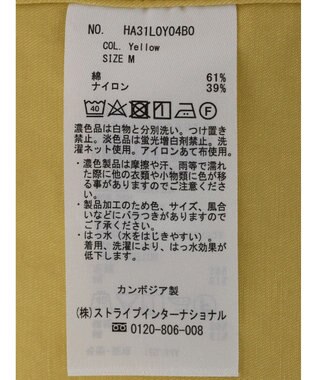 NO. HA31L0Y04B0
COL. Yellow
SIZE M
綿 61%
ナイロン 39%
40
F
濃色品は白物と分別洗い。つけ置き
禁止。淡色品は蛍光増白剤禁止。洗
濯ネット使用。アイロンあて布使用。
・濃色製品は摩擦や汗、雨等で濡れ
た際に他の衣類や小物類に色が移
る事がありますのでご注意くださ
い。
・製品加工のため色、サイズ、風合
いなどにバラつきがありますので
ご了承ください。
・はっ水（水をはじきやすい）。
着用、洗濯により、はっ水効果が
低下します。
カンボジア製
（株）ストライプインターナショナル
0120-806-008